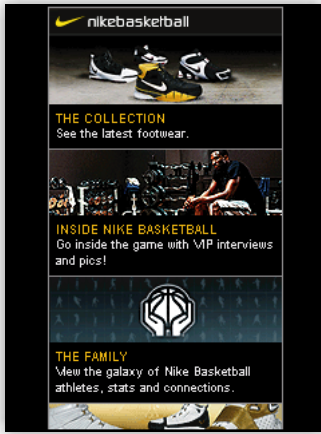 nikebasketball
THE COLLECTION
See the latest footwear.
INSIDE NIKE BASKETBALL
Go inside the game with VIP interviews
and pics!
THE FAMILY
View the galaxy of Nike Basketball
athletes, stats and connections.